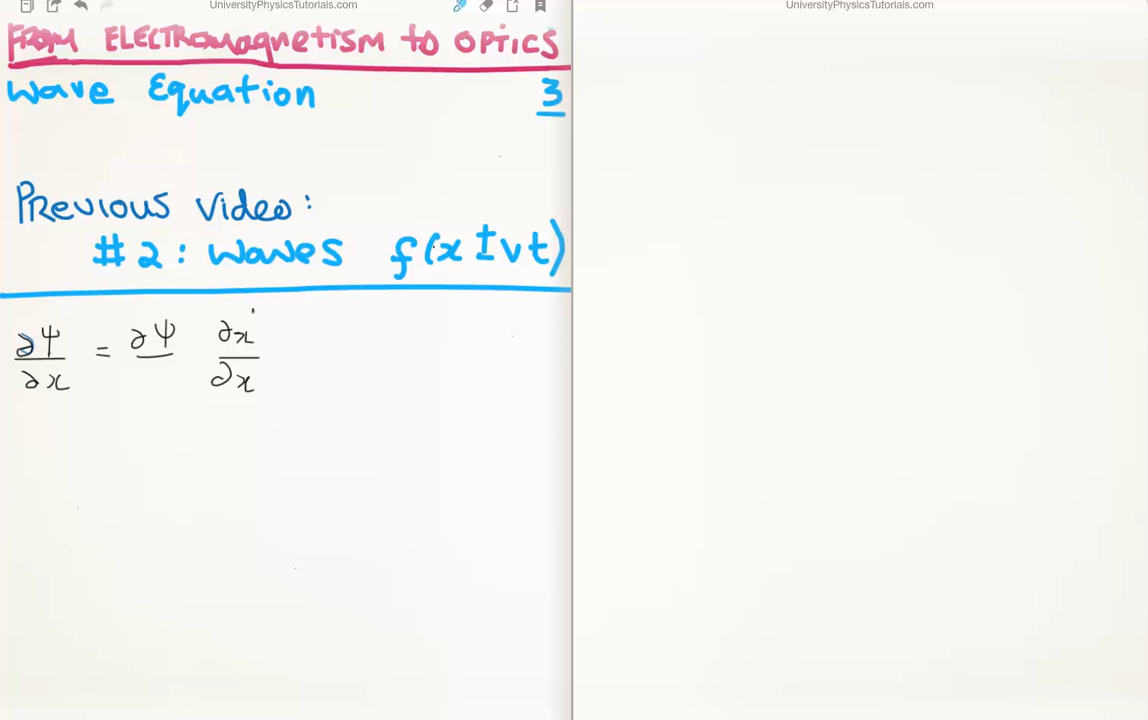 UniversityPhysicsTutorials.com
UniversityPhysicsTutorials.com
From ELECTromagnetism to OPTICS
Wave Equation 3
Previous Video:
# 2: Waves f(x ± vt)
∂Ψ/∂x = ∂Ψ/ ∂x'/∂x